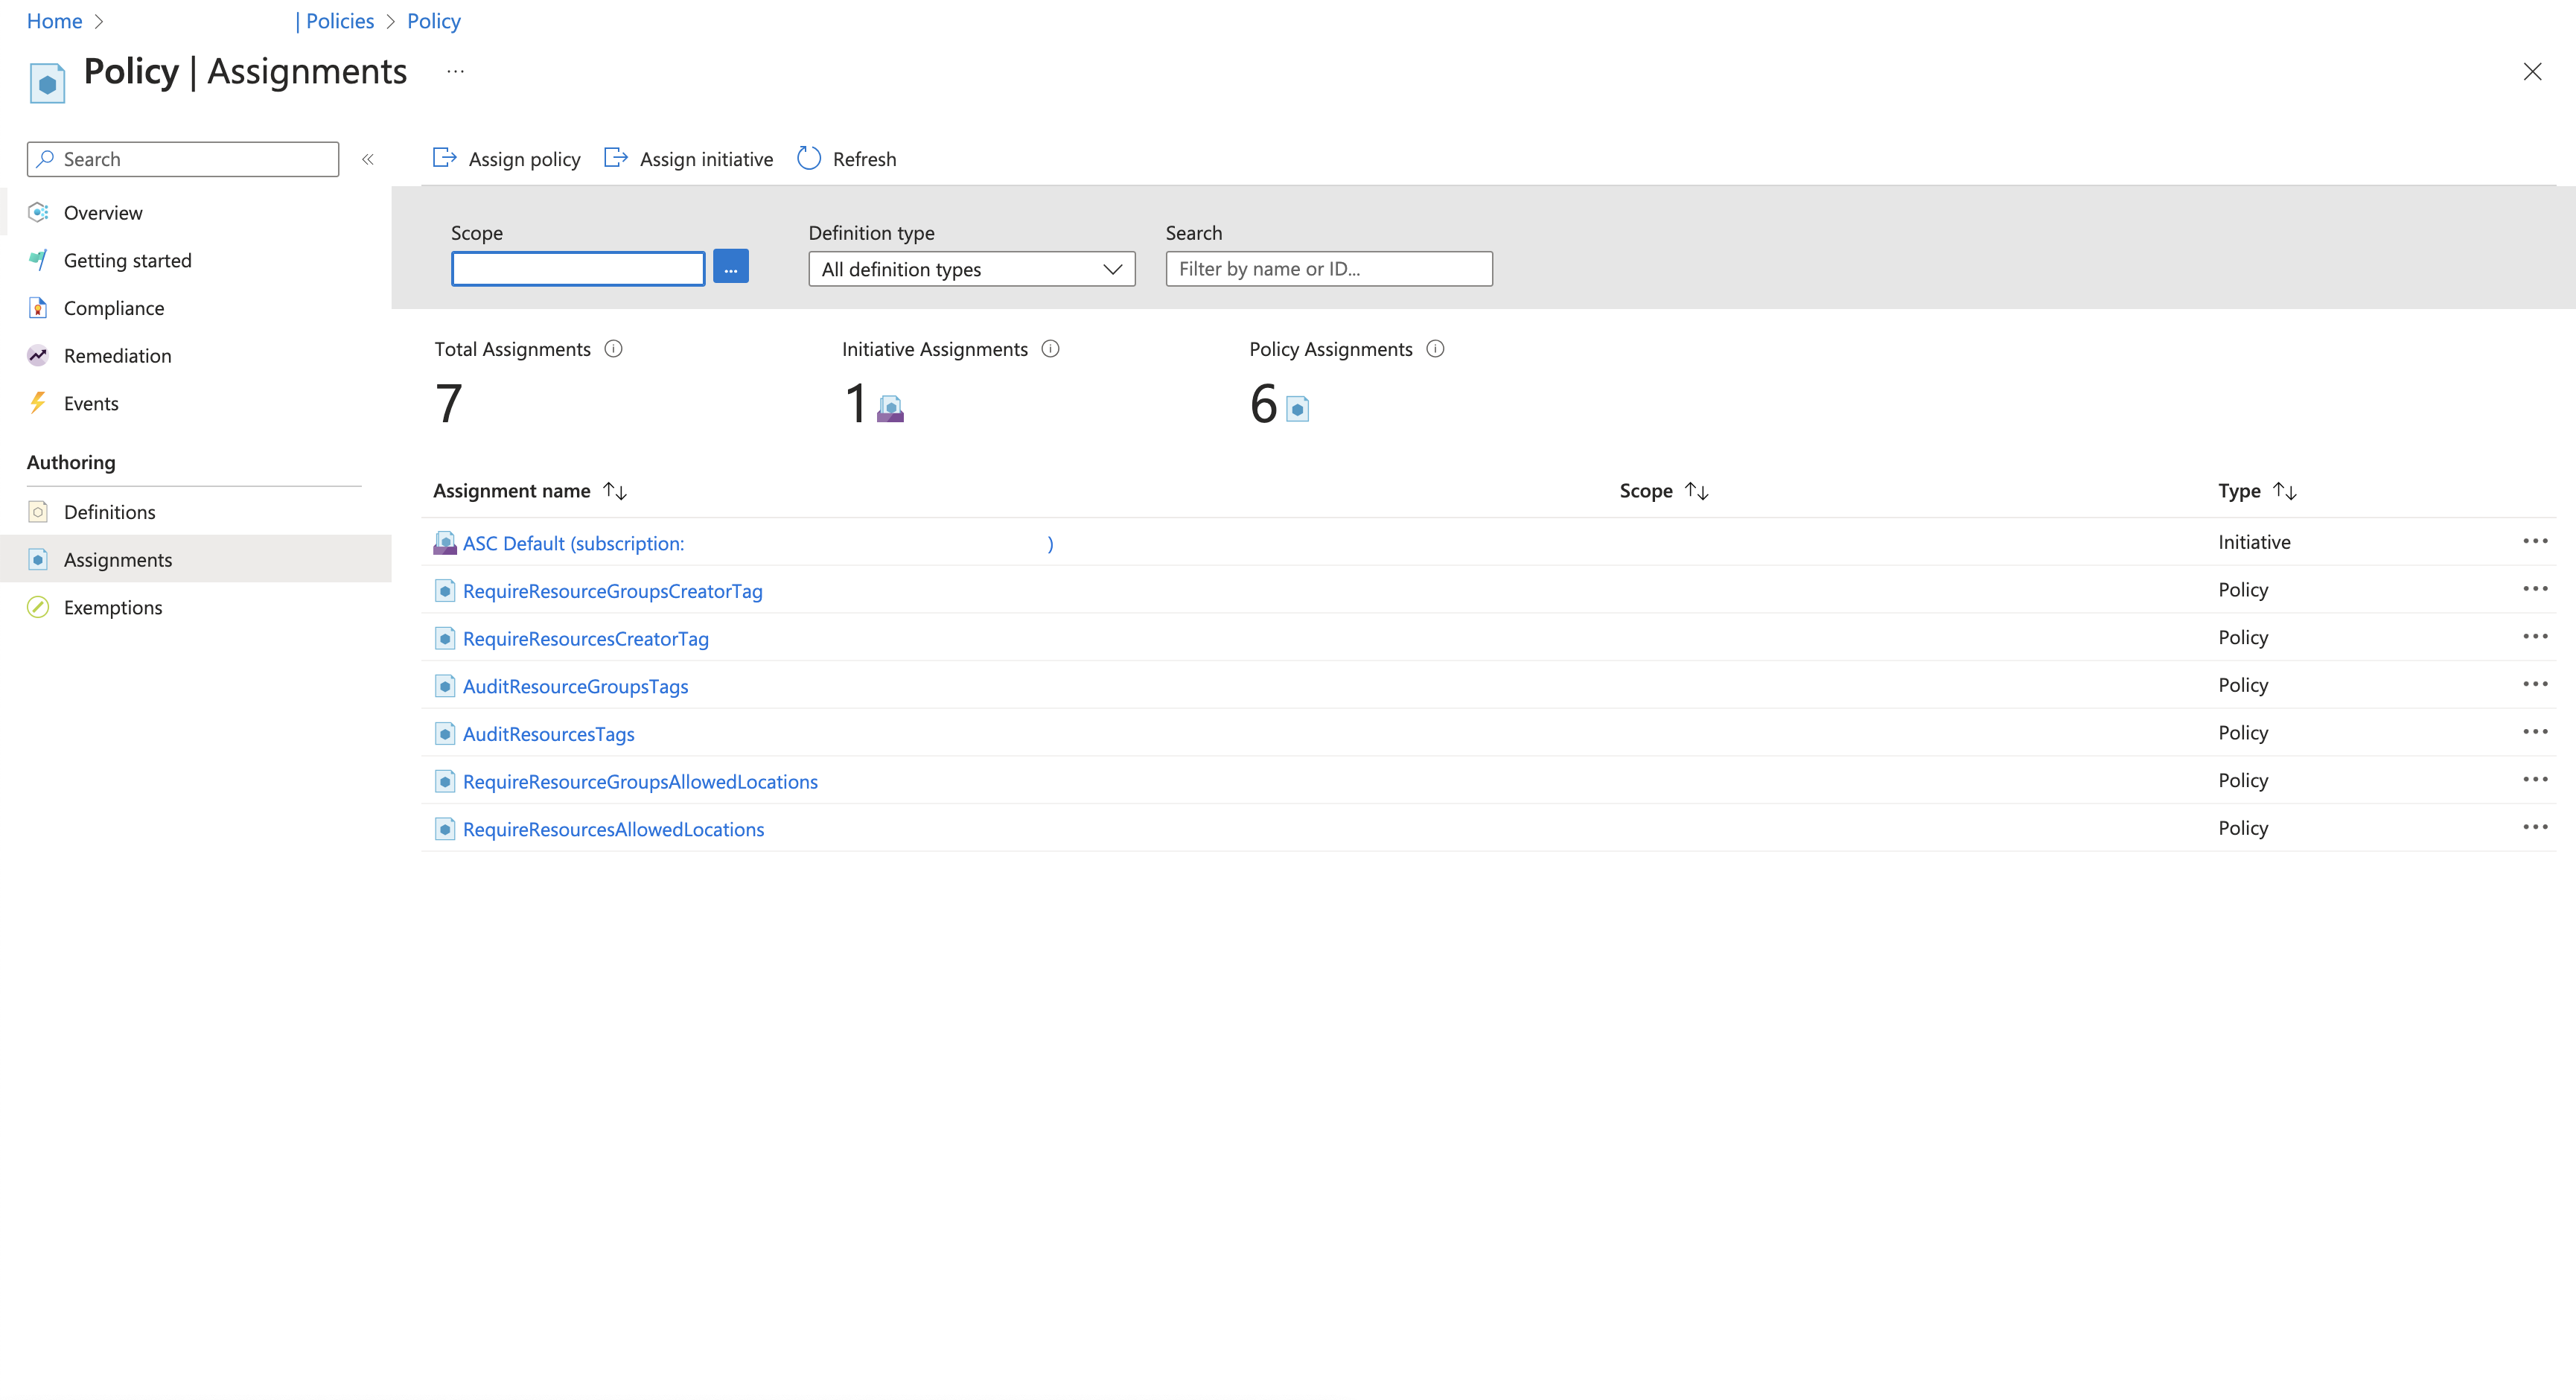 Home > | Policies > Policy
Policy | Assignments ...
Search «
Overview
Getting started
Compliance
Remediation
Events
Authoring
Definitions
Assignments
Exemptions
Assign policy Assign initiative Refresh
Scope Definition type Search
... All definition types Filter by name or ID...
Total Assignments Initiative Assignments Policy Assignments
7 1 6
Assignment name ↑↓ Scope ↑↓ Type ↑↓
ASC Default (subscription: ) Initiative ...
RequireResourceGroupsCreatorTag Policy ...
RequireResourcesCreatorTag Policy ...
AuditResourceGroupsTags Policy ...
AuditResourcesTags Policy ...
RequireResourceGroupsAllowedLocations Policy ...
RequireResourcesAllowedLocations Policy ...